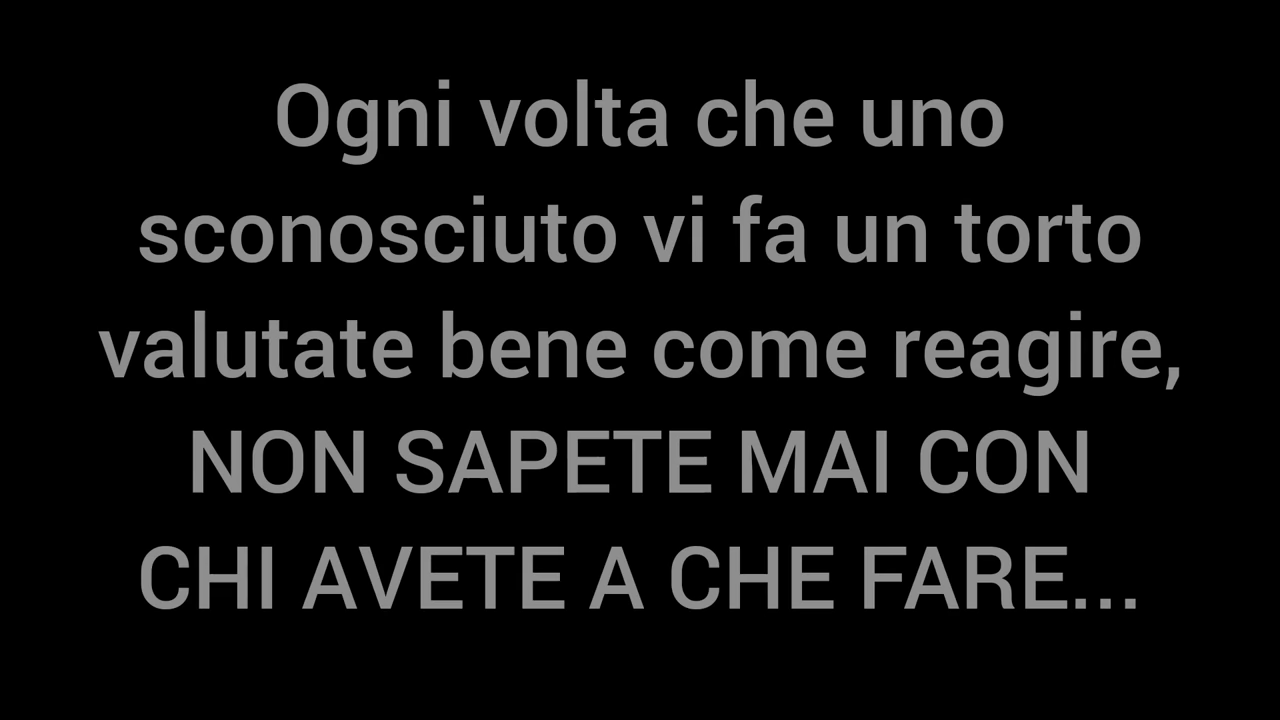 Ogni volta che uno
sconosciuto vi fa un torto
valutate bene come reagire,
NON SAPETE MAI CON
CHI AVETE A CHE FARE...